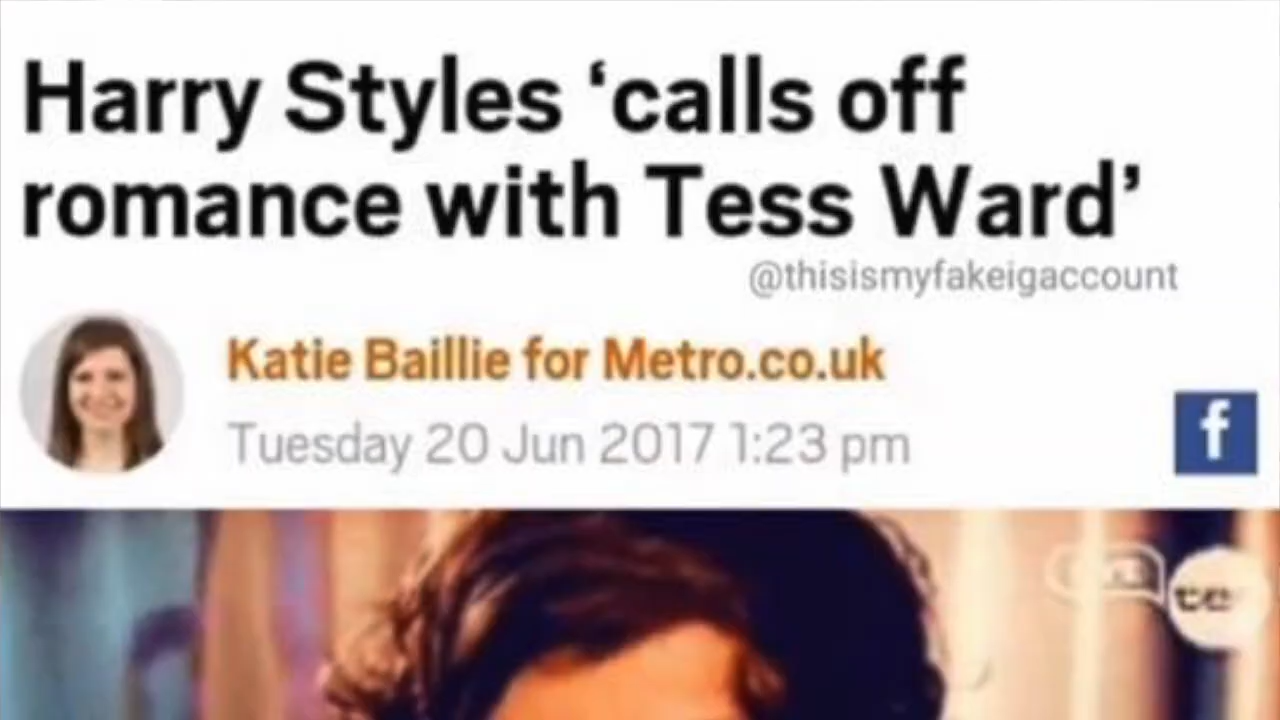 Harry Styles ‘calls off
romance with Tess Ward’
@thisismyfakeigaccount
Katie Baillie for Metro.co.uk
Tuesday 20 Jun 2017 1:23 pm
f